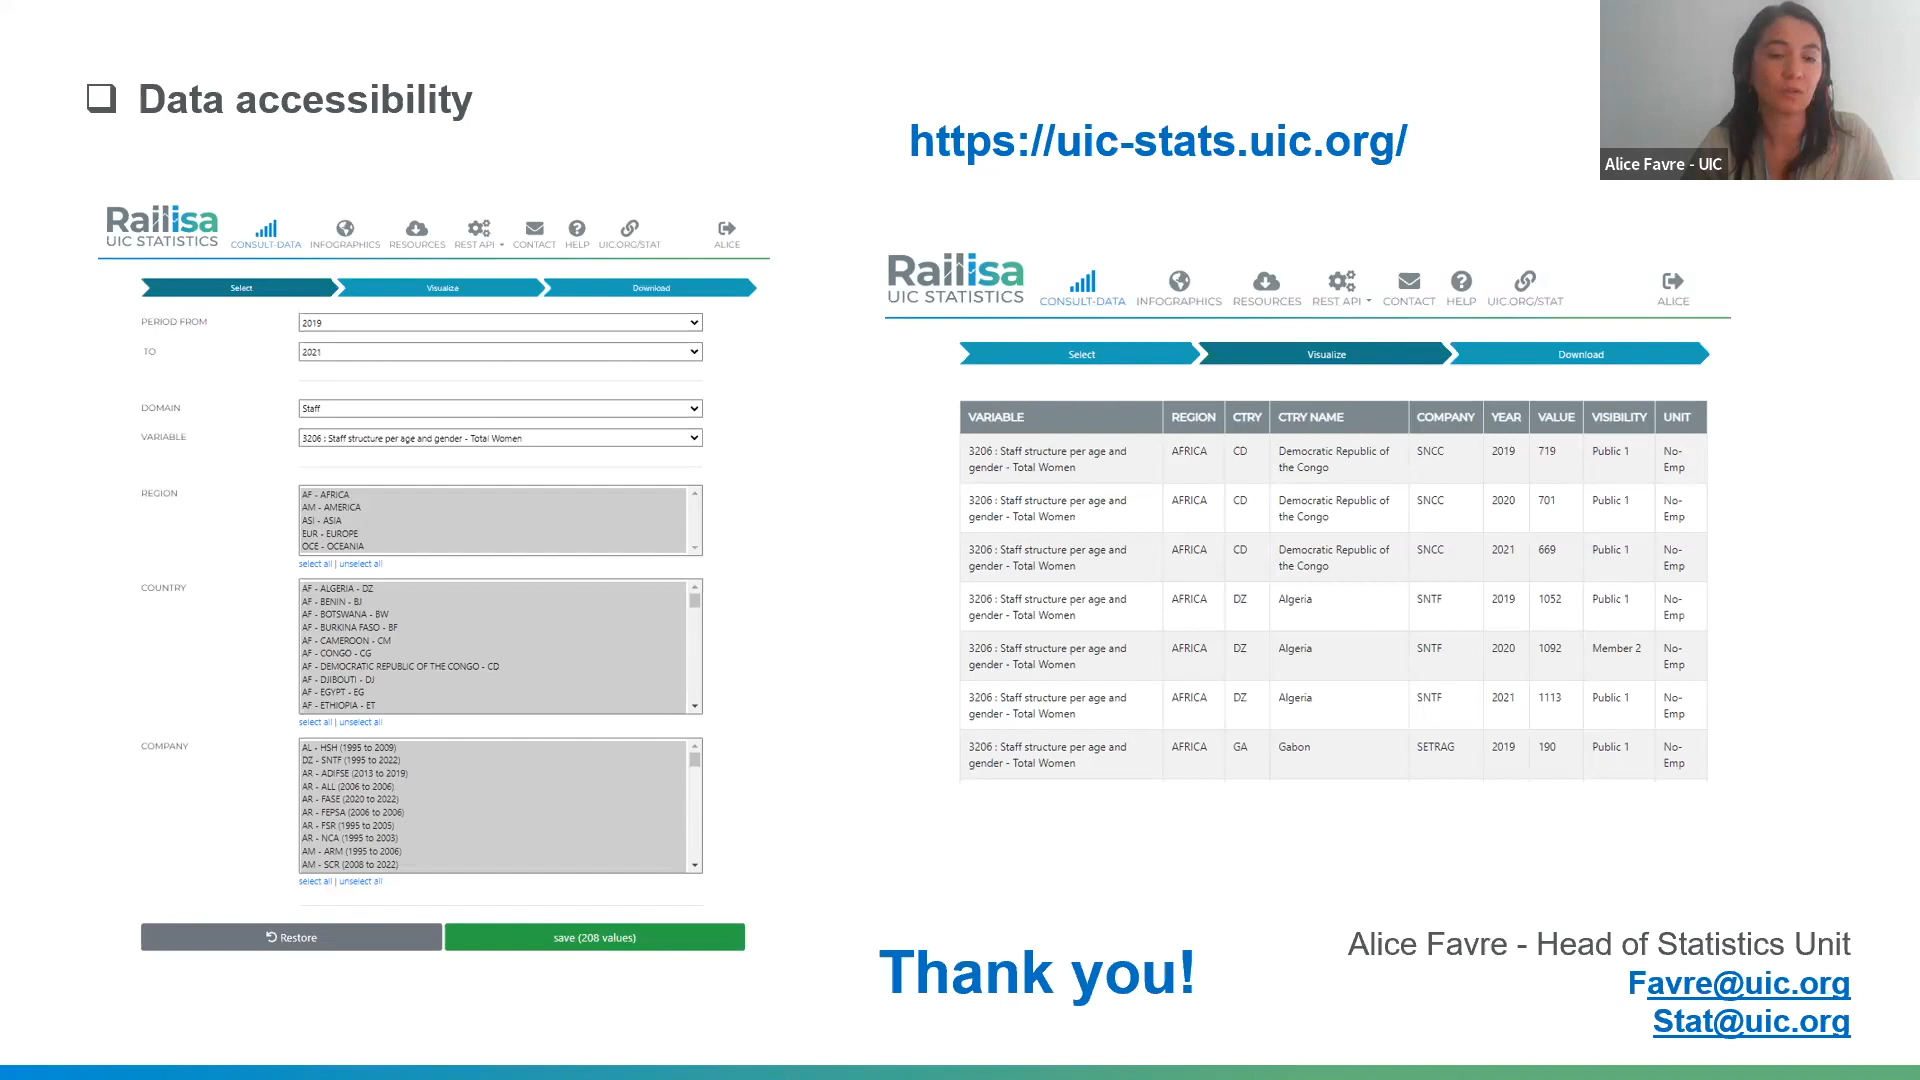 ❑ Data accessibility
https://uic-stats.uic.org/
Alice Favre - UIC
Railisa
UIC STATISTICS
CONSULT-DATA INFOGRAPHICS RESOURCES REST API CONTACT HELP UIC.ORG/STAT ALICE
Select Visualize Download
PERIOD FROM 2019
TO 2021
DOMAIN Staff
VARIABLE 3206 : Staff structure per age and gender - Total Women
REGION
AF - AFRICA
AM - AMERICA
ASI - ASIA
EUR - EUROPE
OCE - OCEANIA
select all | unselect all
COUNTRY
AF - ALGERIA - DZ
AF - BENIN - BJ
AF - BOTSWANA - BW
AF - BURKINA FASO - BF
AF - CAMEROON - CM
AF - CONGO - CG
AF - DEMOCRATIC REPUBLIC OF THE CONGO - CD
AF - DJIBOUTI - DJ
AF - EGYPT - EG
AF - ETHIOPIA - ET
select all | unselect all
COMPANY
AL - HSH (1995 to 2009)
DZ - SNTF (1995 to 2022)
AR - ADIFSE (2013 to 2019)
AR - ALL (2006 to 2006)
AR - FASE (2020 to 2022)
AR - FEPSA (2006 to 2006)
AR - FSR (1995 to 2005)
AR - NCA (1995 to 2003)
AM - ARM (1995 to 2006)
AM - SCR (2008 to 2022)
select all | unselect all
Restore save (208 values)
Railisa
UIC STATISTICS
CONSULT-DATA INFOGRAPHICS RESOURCES REST API CONTACT HELP UIC.ORG/STAT ALICE
Select Visualize Download
VARIABLE REGION CTRY CTRY NAME COMPANY YEAR VALUE VISIBILITY UNIT
3206 : Staff structure per age and AFRICA CD Democratic Republic of SNCC 2019 719 Public 1 No-
gender - Total Women the Congo Emp
3206 : Staff structure per age and AFRICA CD Democratic Republic of SNCC 2020 701 Public 1 No-
gender - Total Women the Congo Emp
3206 : Staff structure per age and AFRICA CD Democratic Republic of SNCC 2021 669 Public 1 No-
gender - Total Women the Congo Emp
3206 : Staff structure per age and AFRICA DZ Algeria SNTF 2019 1052 Public 1 No-
gender - Total Women Emp
3206 : Staff structure per age and AFRICA DZ Algeria SNTF 2020 1092 Member 2 No-
gender - Total Women Emp
3206 : Staff structure per age and AFRICA DZ Algeria SNTF 2021 1113 Public 1 No-
gender - Total Women Emp
3206 : Staff structure per age and AFRICA GA Gabon SETRAG 2019 190 Public 1 No-
gender - Total Women Emp
Thank you!
Alice Favre - Head of Statistics Unit
Favre@uic.org
Stat@uic.org